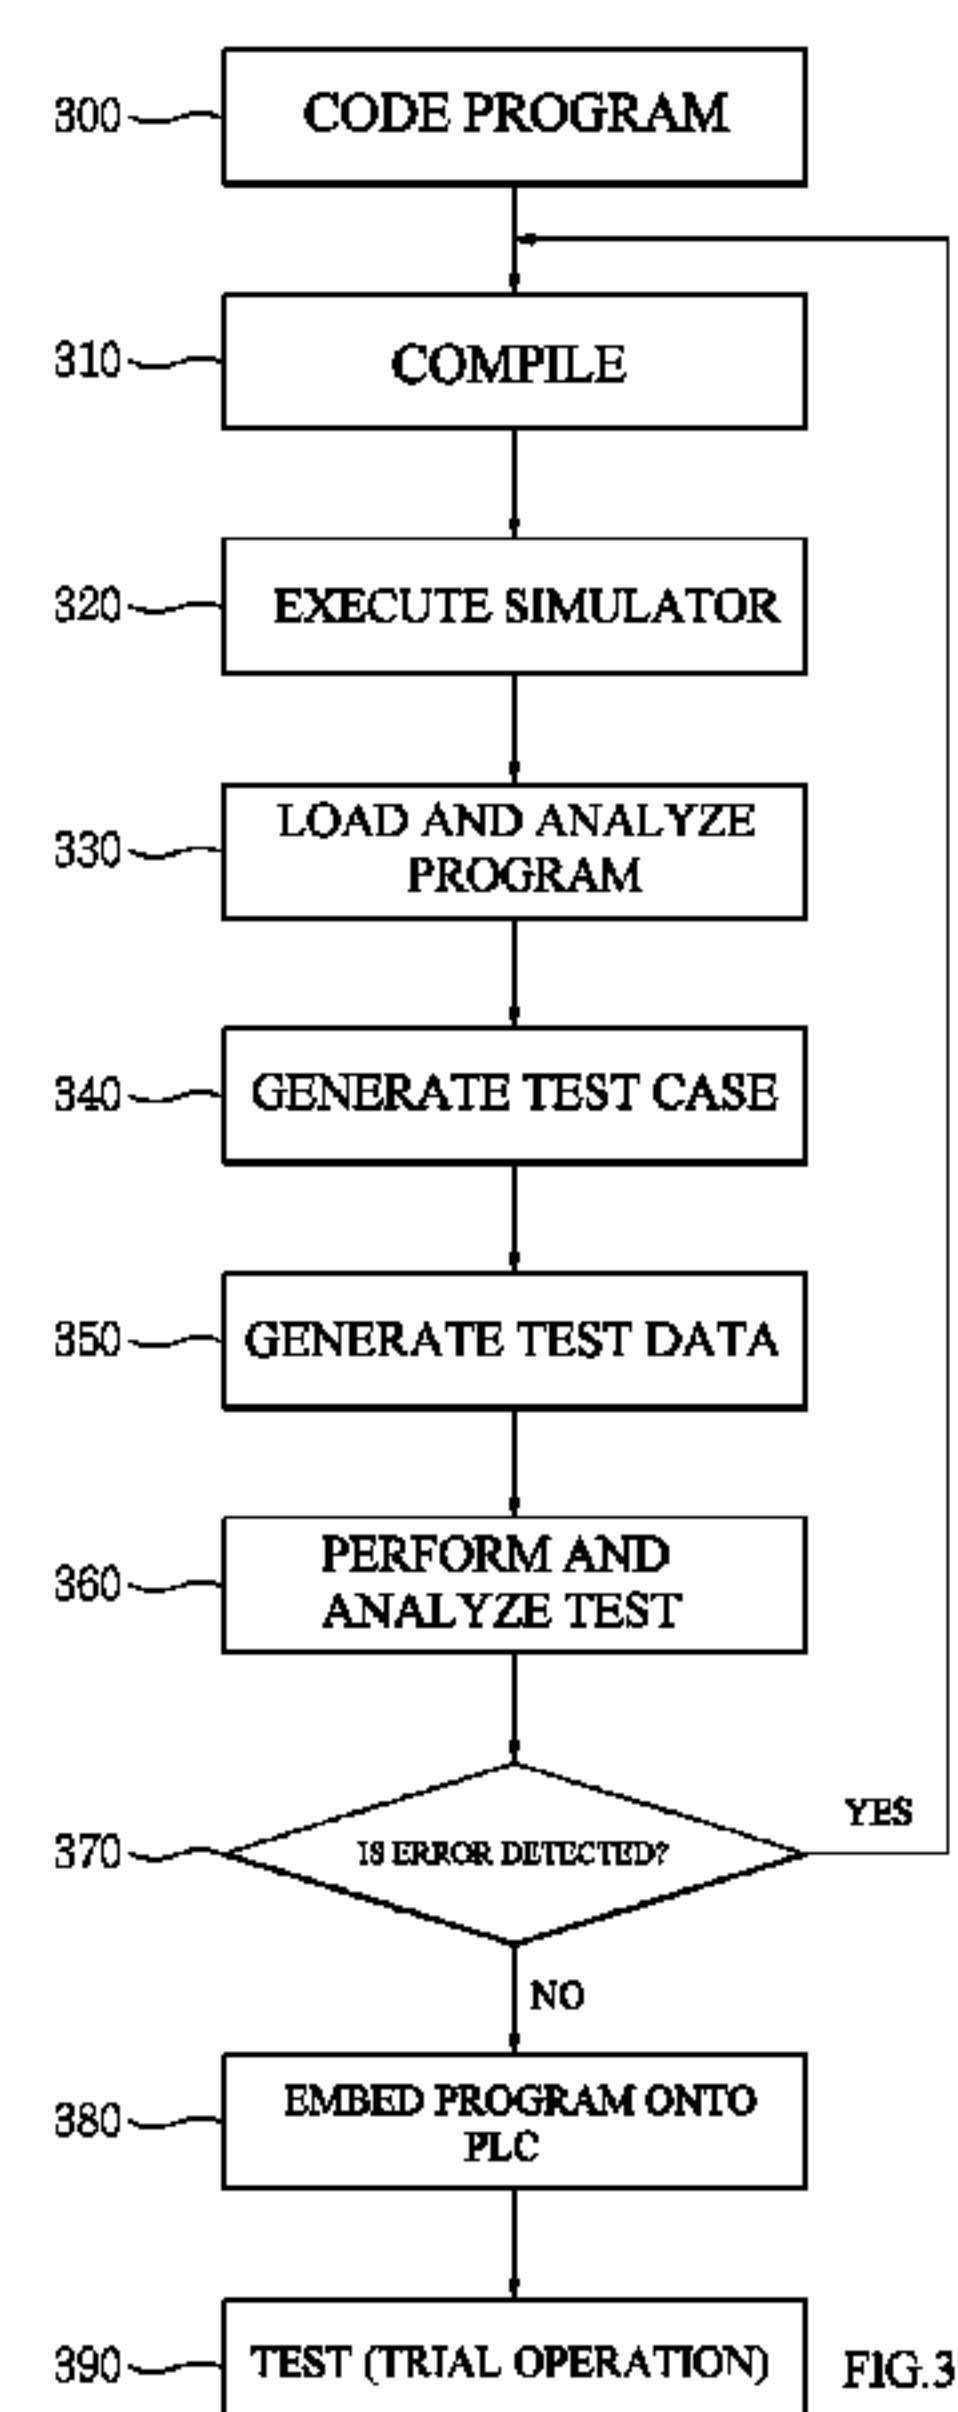 300 CODE PROGRAM
310 COMPILE
320 EXECUTE SIMULATOR
330 LOAD AND ANALYZE
PROGRAM
340 GENERATE TEST CASE
350 GENERATE TEST DATA
360 PERFORM AND
ANALYZE TEST
370 IS ERROR DETECTED? YES
NO
380 EMBED PROGRAM ONTO
PLC
390 TEST (TRIAL OPERATION)
FIG.3